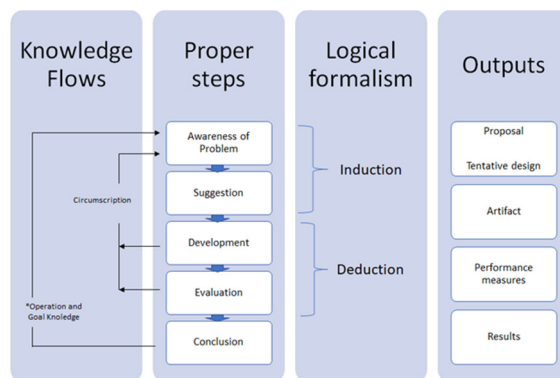 Knowledge
Flows
Proper
steps
Logical
formalism
Outputs
Awareness of
Problem
Suggestion
Development
Evaluation
Conclusion
Circumscription
*Operation and
Goal Knoledge
Induction
Deduction
Proposal
Tentative design
Artifact
Performance
measures
Results